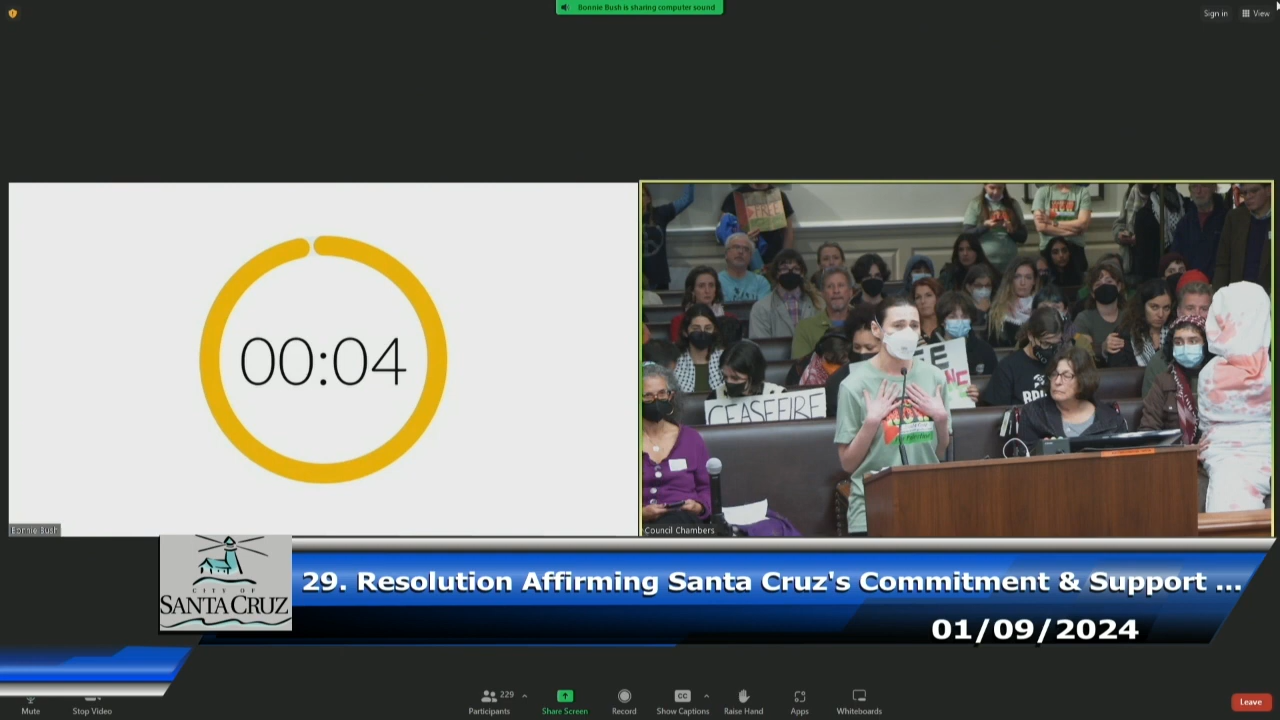 Bonnie Bush is sharing computer sound
Sign in
View
00:04
FREE
CEASEFIRE
Bonnie Bush
Council Chambers
CITY OF
SANTA CRUZ
29. Resolution Affirming Santa Cruz's Commitment & Support ...
01/09/2024
Mute
Stop Video
Participants
229
Share Screen
CC
Record
Show Captions
Raise Hand
Apps
Whiteboards
Leave